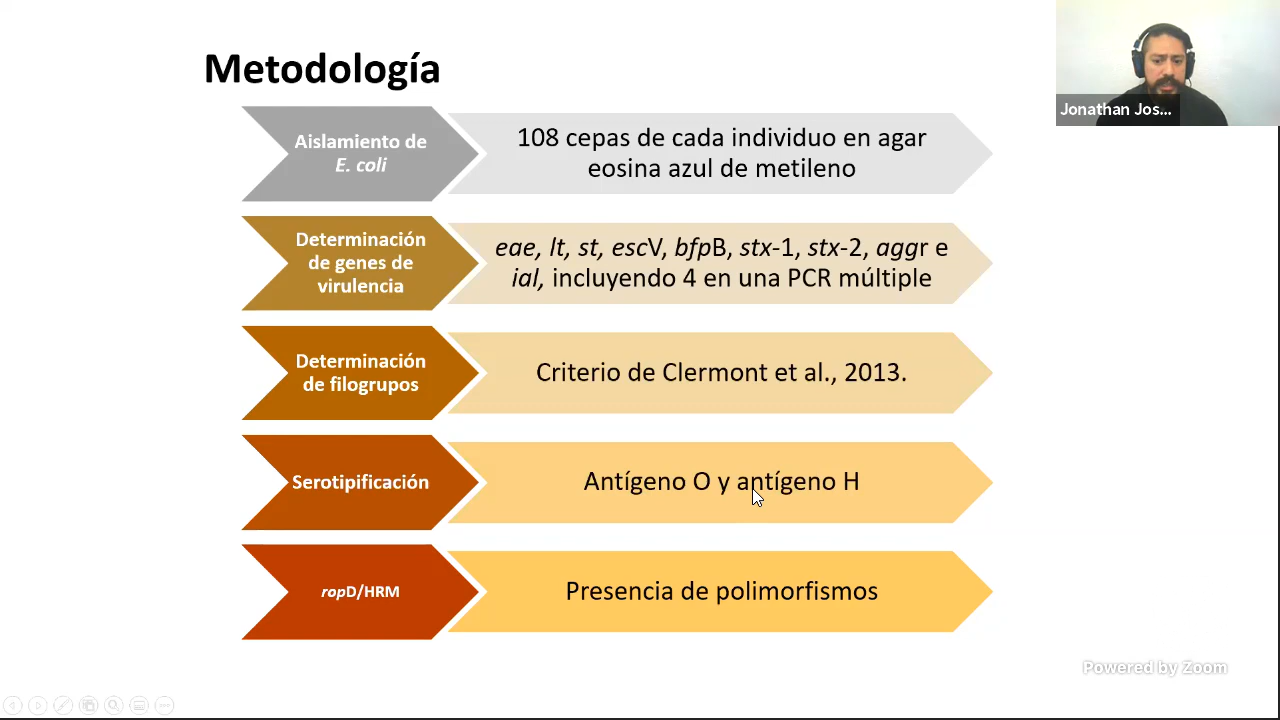 Metodología
Jonathan Jos...
Aislamiento de
E. coli
108 cepas de cada individuo en agar
eosina azul de metileno
Determinación
de genes de
virulencia
eae, lt, st, escV, bfpB, stx-1, stx-2, aggr e
ial, incluyendo 4 en una PCR múltiple
Determinación
de filogrupos
Criterio de Clermont et al., 2013.
Serotipificación
Antígeno O y antígeno H
ropD/HRM
Presencia de polimorfismos
Powered by Zoom